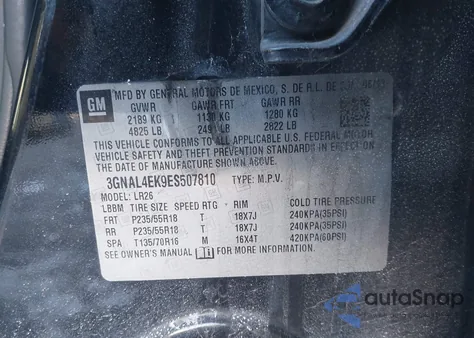 GM
MFD BY GENERAL MOTORS DE MEXICO, S. DE R.L. DE
GVWR GAWR FRT GAWR RR
2189 KG 1130 KG 1280 KG
4825 LB 2491 LB 2822 LB
THIS VEHICLE CONFORMS TO ALL APPLICABLE U.S. FEDERAL MOTOR
VEHICLE SAFETY BUMPER, AND THEFT PREVENTION STANDARDS IN
EFFECT ON THE DATE OF MANUFACTURE SHOWN ABOVE.
3GNAL4EK9ES507810 TYPE: M.P.V.
MODEL: LR26
LBBM TIRE SIZE SPEED RTG RIM COLD TIRE PRESSURE
FRT P235/55R18 T 18X7J 240KPA(35PSI)
RR P235/55R18 T 18X7J 240KPA(35PSI)
SPA T135/70R16 M 16X4T 420KPA(60PSI)
SEE OWNER'S MANUAL FOR MORE INFORMATION.
autoSnap